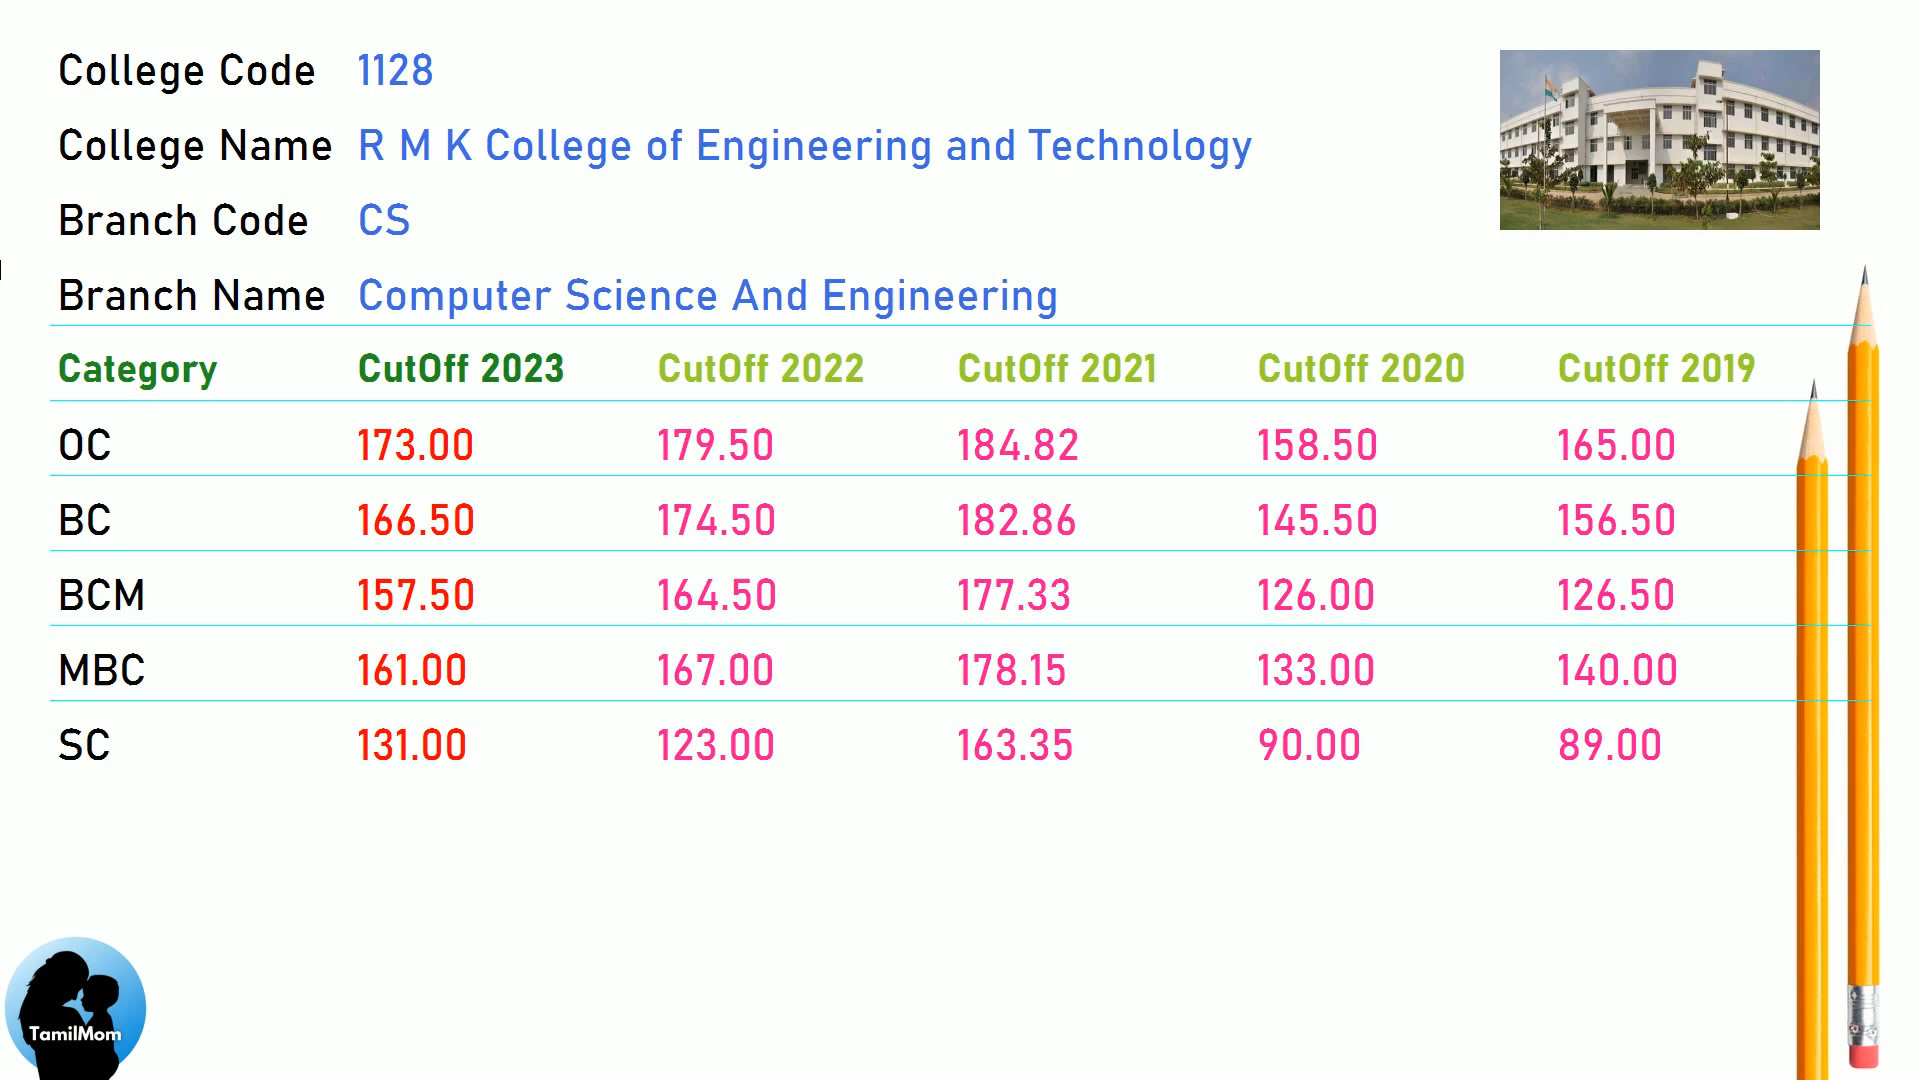 College Code 1128
College Name R M K College of Engineering and Technology
Branch Code CS
Branch Name Computer Science And Engineering
Category CutOff 2023 CutOff 2022 CutOff 2021 CutOff 2020 CutOff 2019
OC 173.00 179.50 184.82 158.50 165.00
BC 166.50 174.50 182.86 145.50 156.50
BCM 157.50 164.50 177.33 126.00 126.50
MBC 161.00 167.00 178.15 133.00 140.00
SC 131.00 123.00 163.35 90.00 89.00
TamilMom